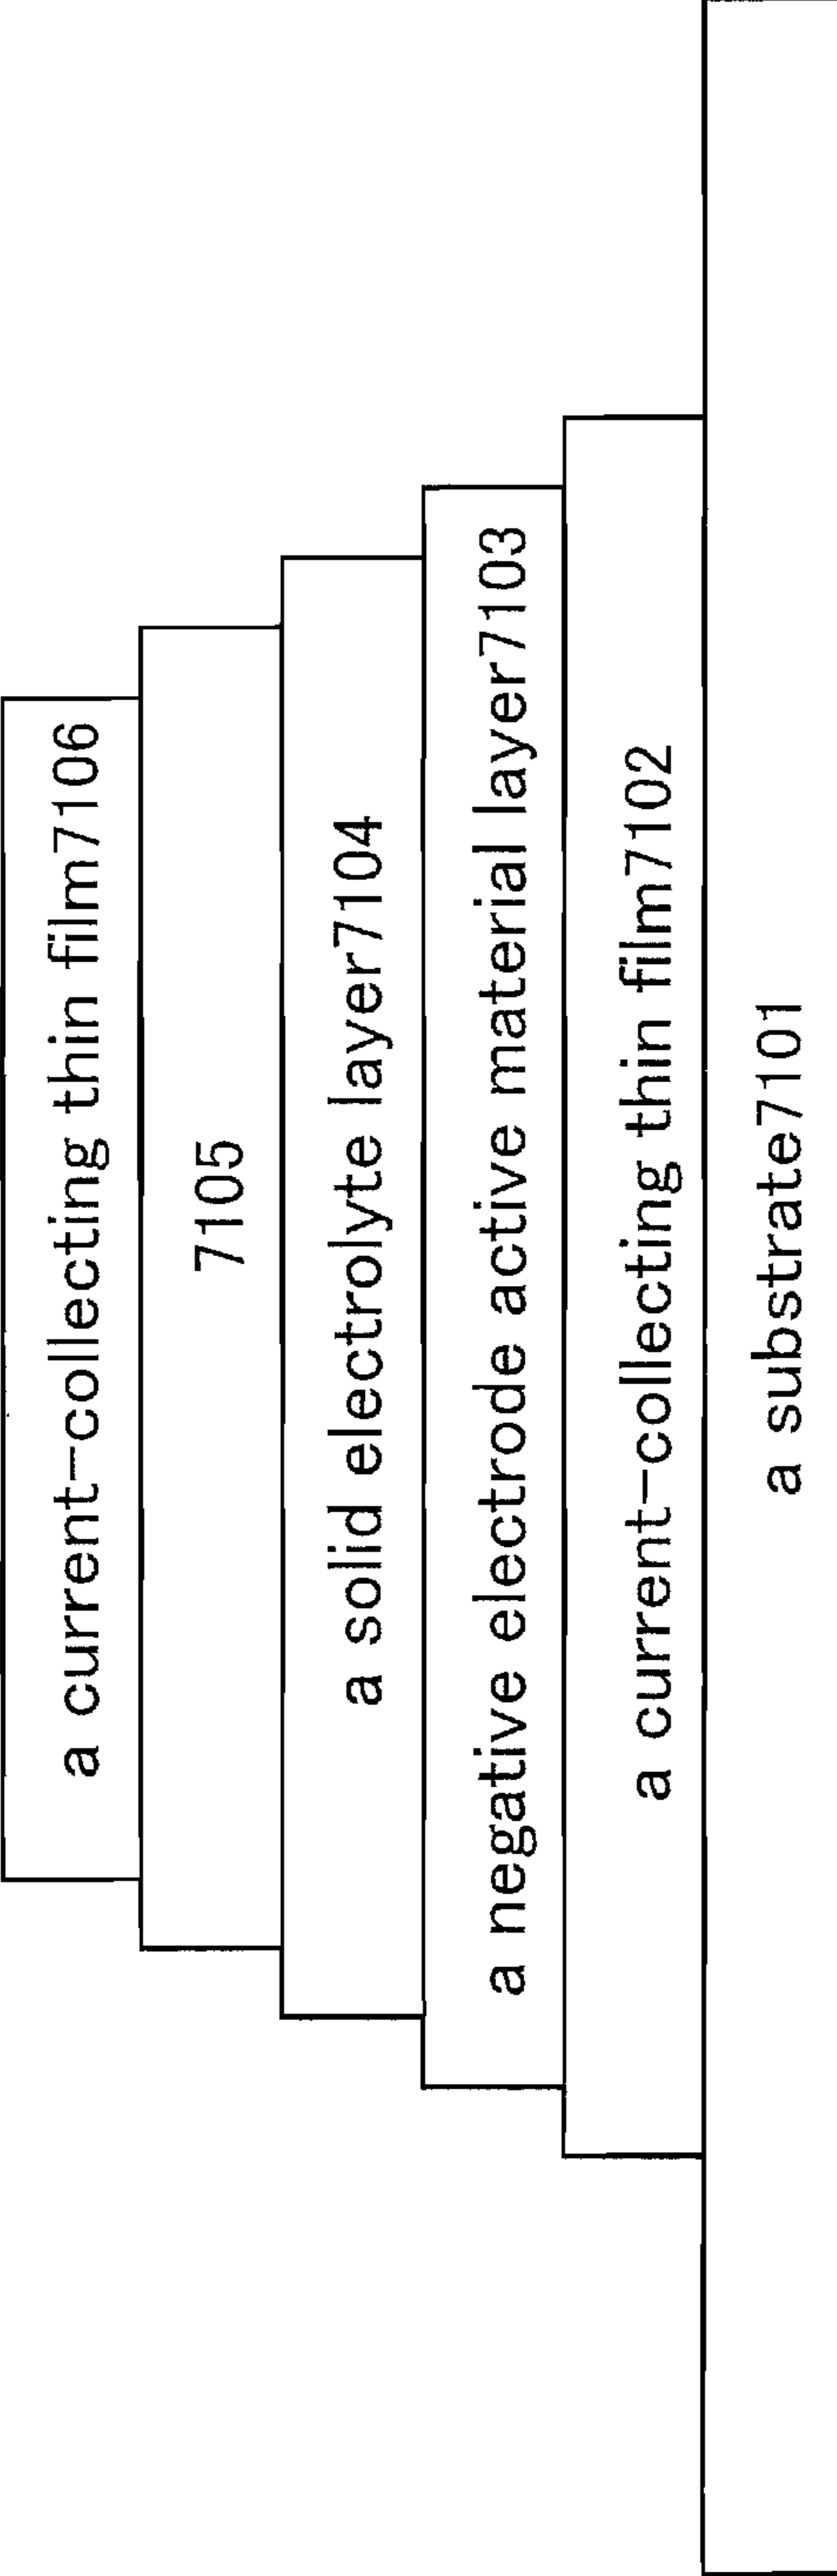 a current-collecting thin film7106
7105
a solid electrolyte layer7104
a negative electrode active material layer7103
a current-collecting thin film7102
a substrate7101